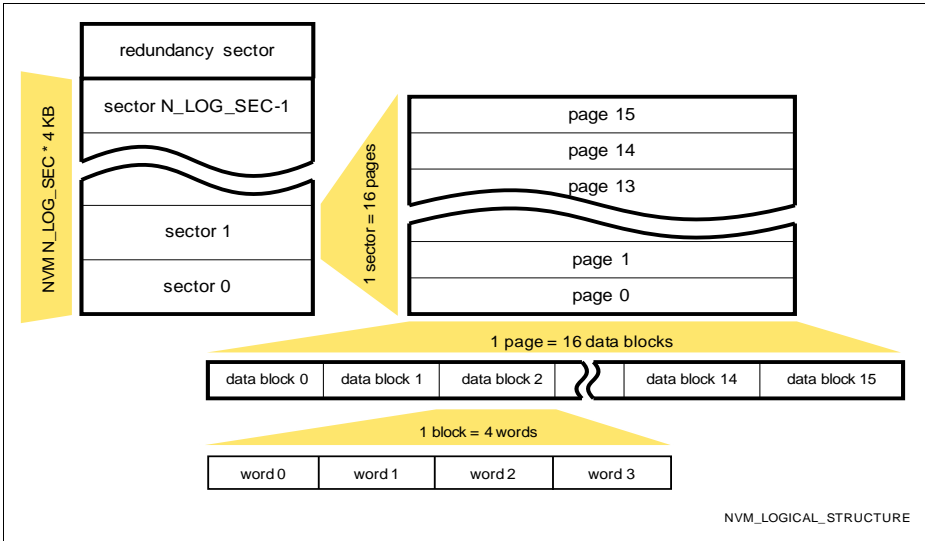 redundancy sector
sector N_LOG_SEC-1
sector 1
sector 0
NVM N_LOG_SEC * 4 KB
1 sector = 16 pages
page 15
page 14
page 13
page 1
page 0
1 page = 16 data blocks
data block 0 data block 1 data block 2 data block 14 data block 15
1 block = 4 words
word 0 word 1 word 2 word 3
NVM_LOGICAL_STRUCTURE